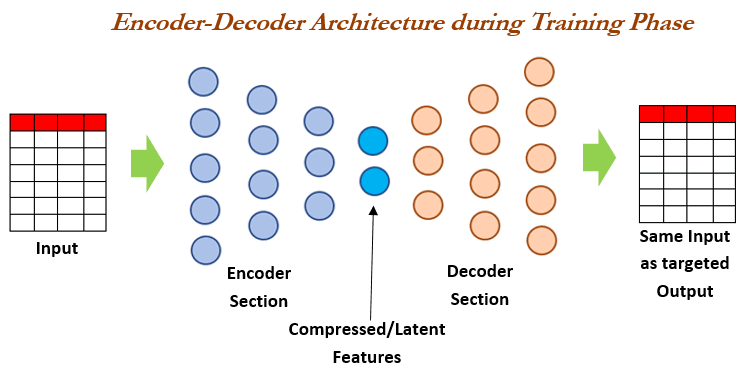 Encoder-Decoder Architecture during Training Phase
Input
Encoder
Section
Compressed/Latent
Features
Decoder
Section
Same Input
as targeted
Output